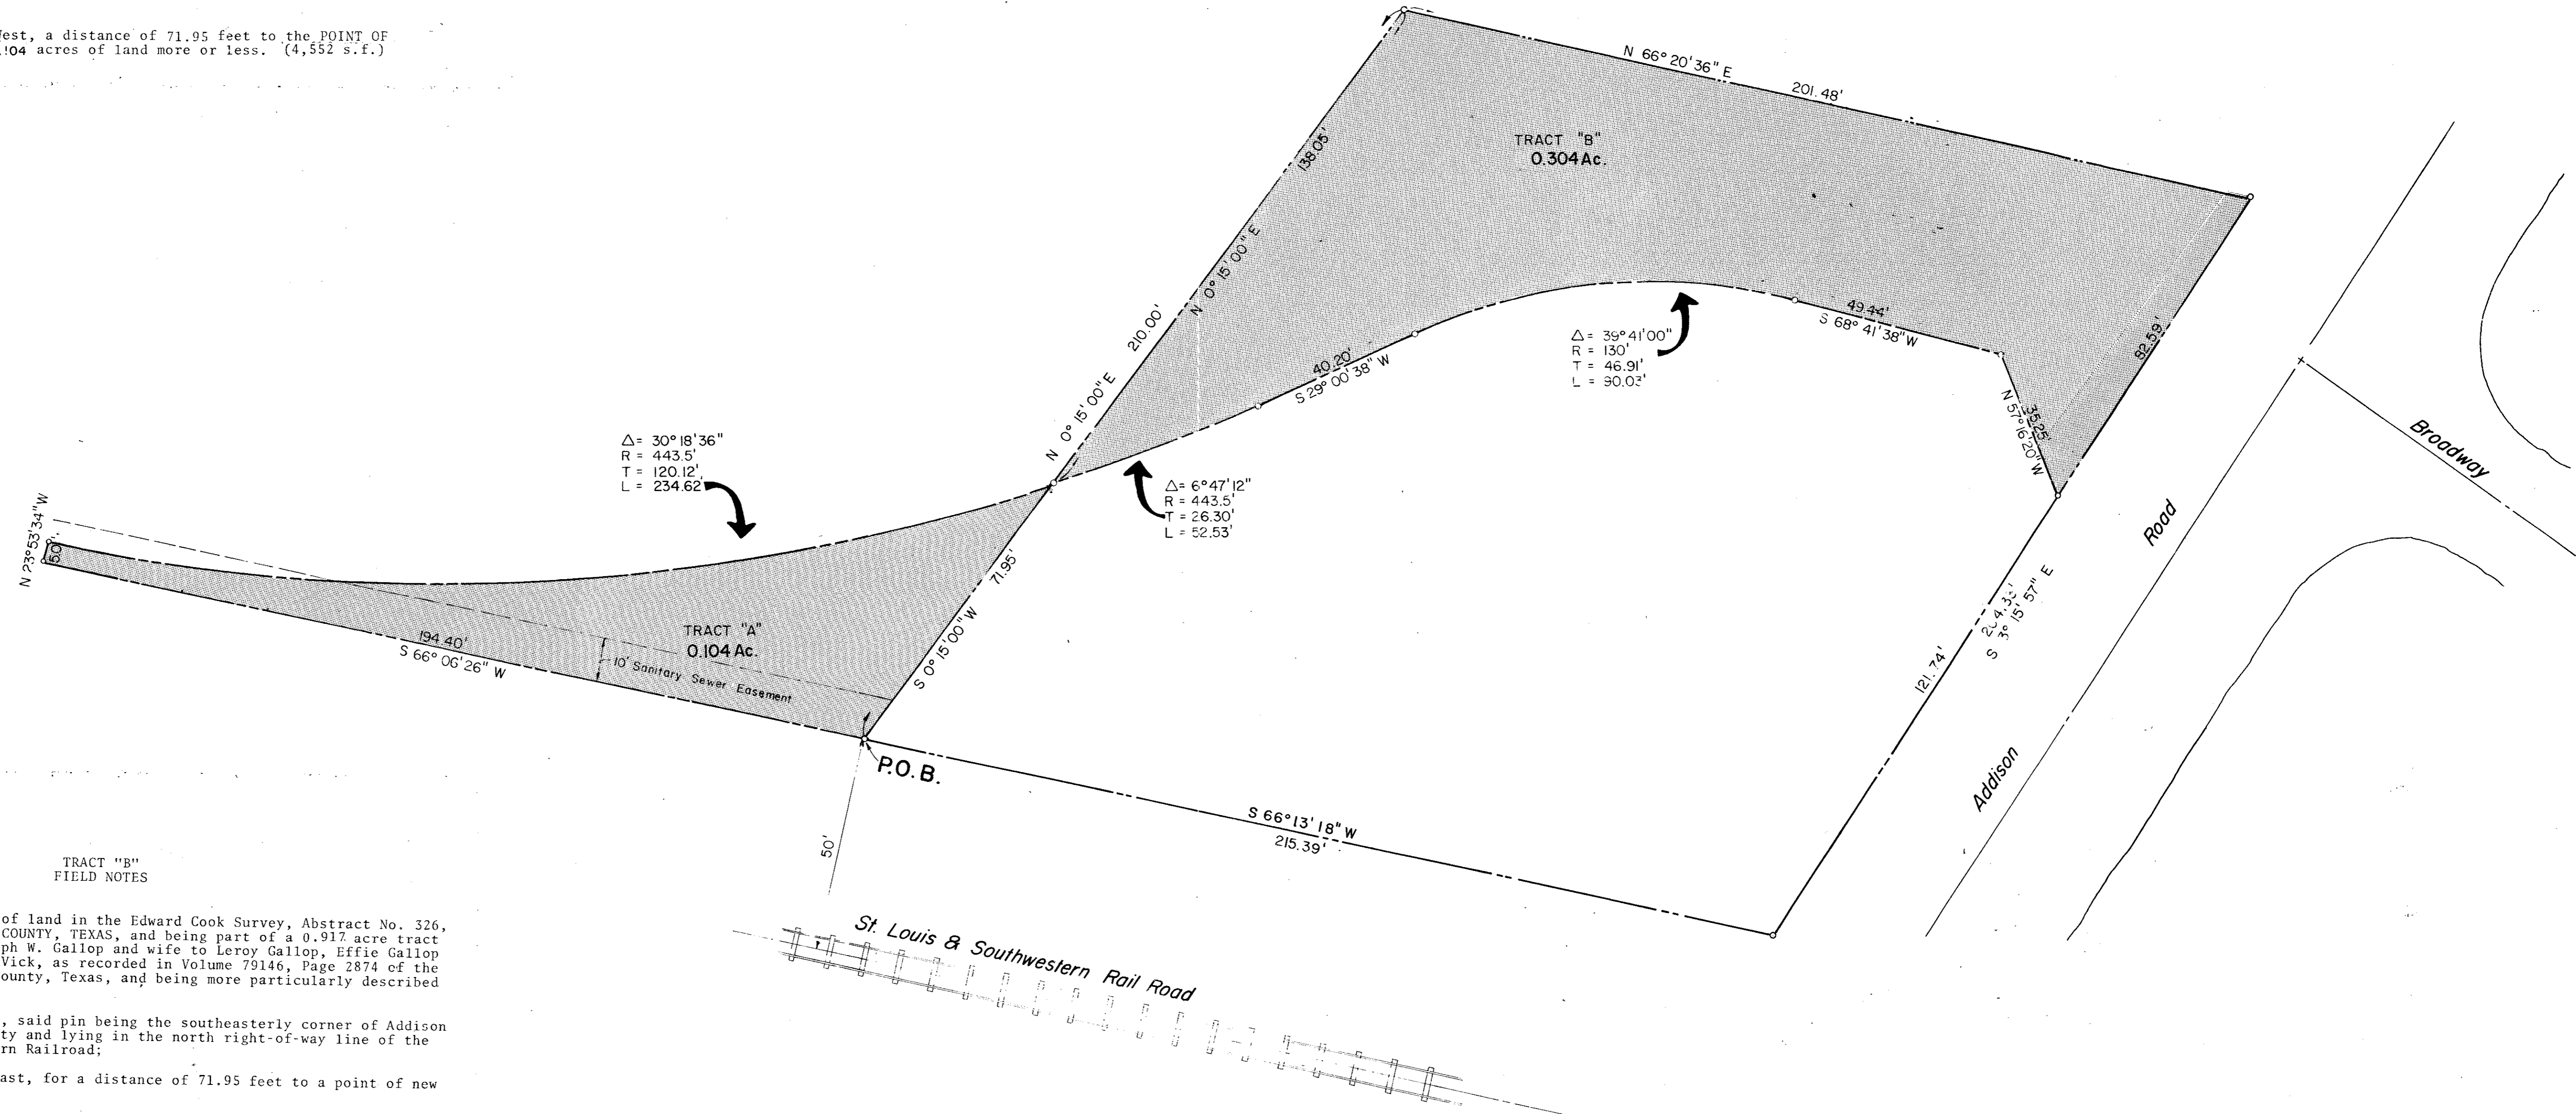 West, a distance of 71.95 feet to the POINT OF
.104 acres of land more or less. (4,552 s.f.)
N 66° 20' 36" E
201.48'
TRACT "B"
0.304 Ac.
138.05'
N 0° 15' 00" E
210.00'
N 0° 15' 00" E
49.44'
S 68° 41' 38" W
82.59'
Δ = 39° 41' 00"
R = 130'
T = 46.91'
L = 90.03'
40.20'
S 29° 00' 38" W
35.25'
N 57° 16' 20" W
Broadway
Δ = 30° 18' 36"
R = 443.5'
T = 120.12'
L = 234.62'
Δ = 6° 47' 12"
R = 443.5'
T = 26.30'
L = 52.53'
N 23° 53' 34" W
5.0'
71.95'
S 0° 15' 00" W
TRACT "A"
0.104 Ac.
194.40'
S 66° 06' 26" W
10' Sanitary Sewer Easement
P.O.B.
Road
Addison
S 3° 15' 57" E
121.74'
S 66° 13' 18" W
215.39'
50'
St. Louis & Southwestern Rail Road
TRACT "B"
FIELD NOTES
of land in the Edward Cook Survey, Abstract No. 326,
COUNTY, TEXAS, and being part of a 0.917 acre tract
ph W. Gallop and wife to Leroy Gallop, Effie Gallop
Vick, as recorded in Volume 79146, Page 2874 of the
ounty, Texas, and being more particularly described
, said pin being the southeasterly corner of Addison
ty and lying in the north right-of-way line of the
rn Railroad;
ast, for a distance of 71.95 feet to a point of new